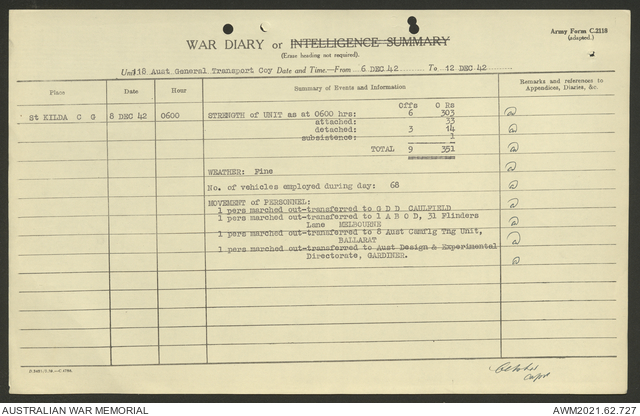 Army Form C.2118
(adapted.)
WAR DIARY or INTELLIGENCE SUMMARY
(Erase heading not required).
Unit 18 Aust General Transport Coy Date and Time.—From 6 DEC 42 To 12 DEC 42
Place Date Hour Summary of Events and Information Remarks and references to Appendices, Diaries, &c.
Offs O Rs
St KILDA C G 8 DEC 42 0600 STRENGTH of UNIT as at 0600 hrs: 6 303
attached: 33
detached: 3 14
subsistence: 2
TOTAL 9 351
WEATHER: Fine
No. of vehicles employed during day: 68
MOVEMENT of PERSONNEL:
1 pers marched out-transferred to G D D CAULFIELD
1 pers marched out-transferred to 1 A B O D, 31 Flinders
Lane MELBOURNE
1 pers marched out-transferred to 8 Aust Camflg Tng Unit,
BALLARAT
1 pers marched out-transferred to Aust Design & Experimental
Directorate, GARDINER.
AUSTRALIAN WAR MEMORIAL AWM2021.62.727